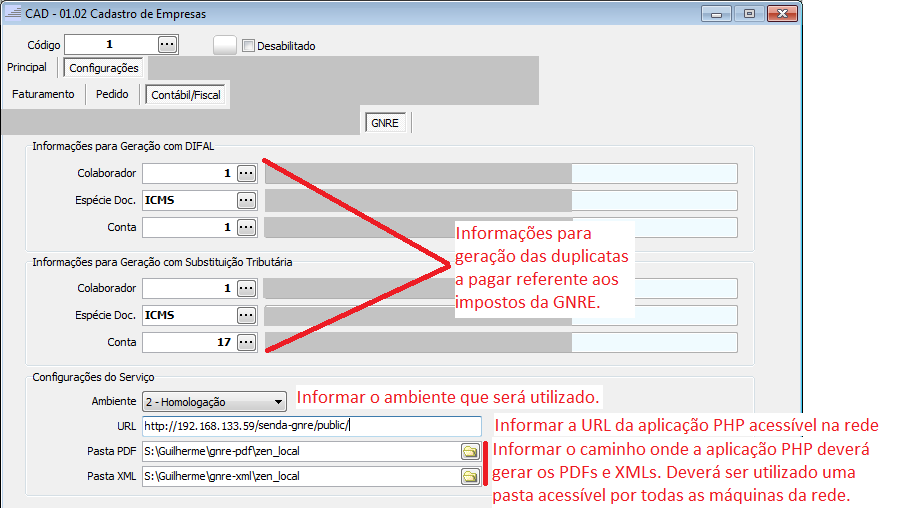 CAD - 01.02 Cadastro de Empresas
Código 1 ... Desabilitado
Principal Configurações
Faturamento Pedido Contábil/Fiscal
GNRE
Informações para Geração com DIFAL
Colaborador 1 ...
Espécie Doc. ICMS ...
Conta 1 ...
Informações para
geração das duplicatas
a pagar referente aos
impostos da GNRE.
Informações para Geração com Substituição Tributária
Colaborador 1 ...
Espécie Doc. ICMS ...
Conta 17 ...
Configurações do Serviço
Ambiente 2 - Homologação Informar o ambiente que será utilizado.
URL http://192.168.133.59/senda-gnre/public/ Informar a URL da aplicação PHP acessível na rede
Pasta PDF S:\Guilherme\gnre-pdf\zen_local
Pasta XML S:\Guilherme\gnre-xml\zen_local
Informar o caminho onde a aplicação PHP deverá
gerar os PDFs e XMLs. Deverá ser utilizado uma
pasta acessível por todas as máquinas da rede.